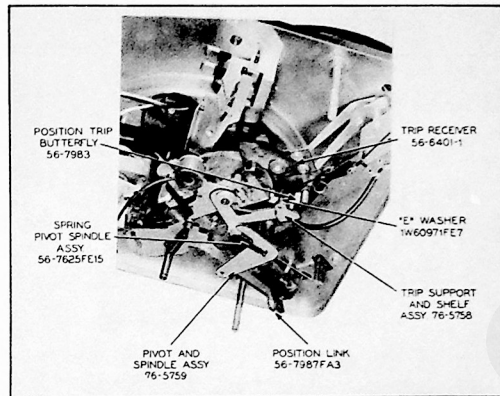 POSITION TRIP
BUTTERFLY
56-7983
TRIP RECEIVER
56-6401-1
"E" WASHER
1W60971FE7
SPRING
PIVOT SPINDLE
ASSY
56-7625FE15
TRIP SUPPORT
AND SHELF
ASSY 76-5758
PIVOT AND
SPINDLE ASSY
76-5759
POSITION LINK
56-7987FA3